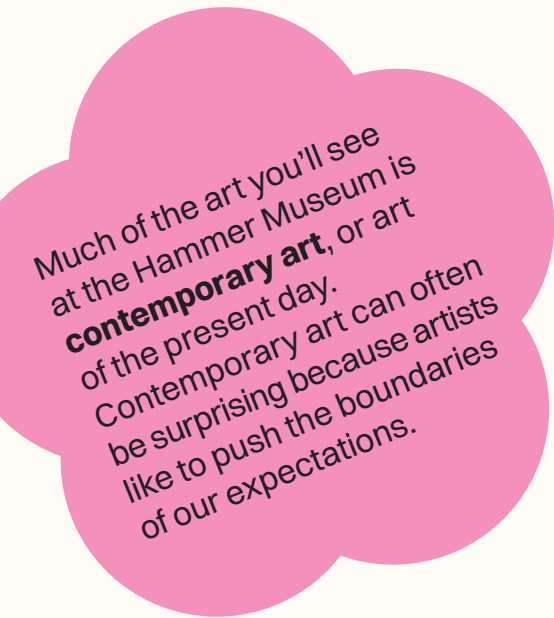 Much of the art you’ll see
at the Hammer Museum is
contemporary art, or art
of the present day.
Contemporary art can often
be surprising because artists
like to push the boundaries
of our expectations.